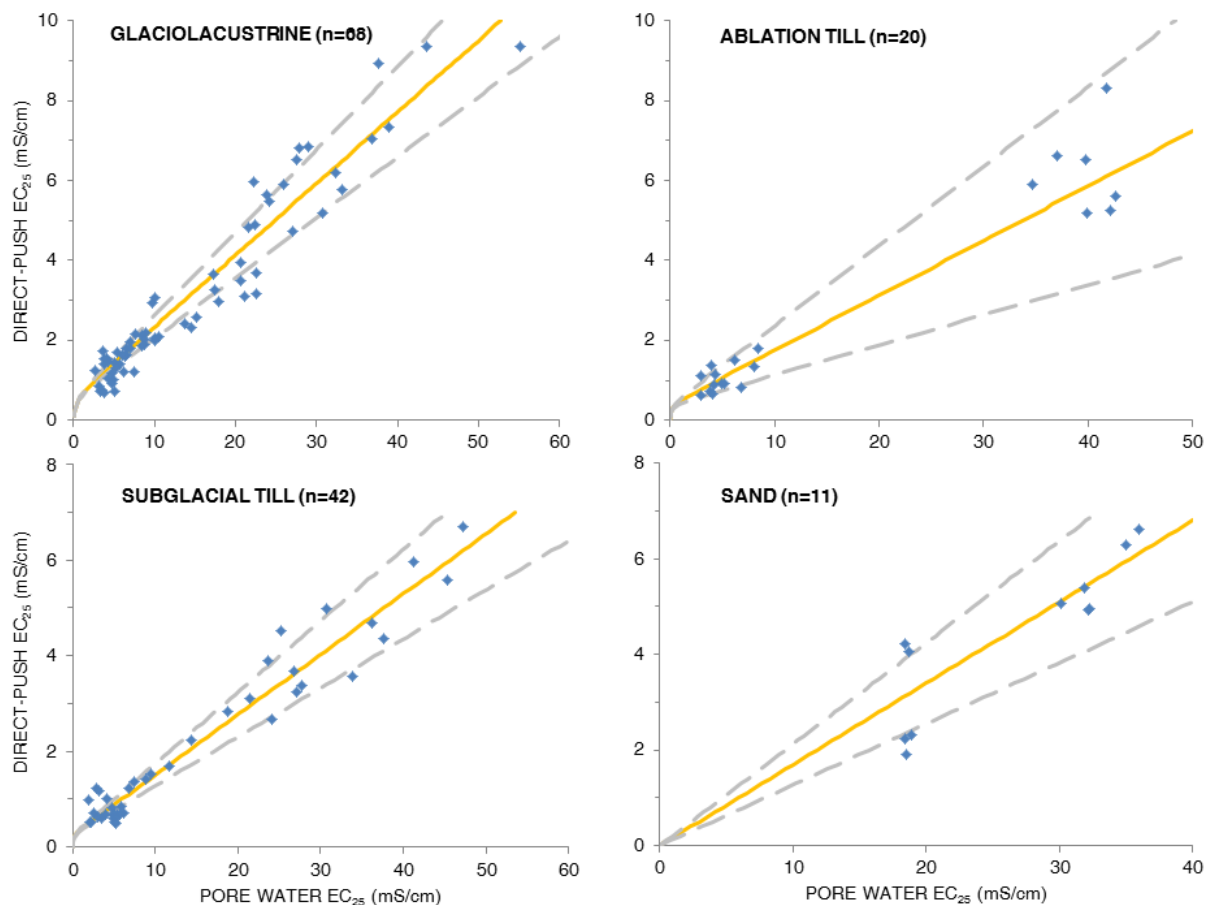 GLACIOLACUSTRINE (n=68)
DIRECT-PUSH EC25 (mS/cm)
10
8
6
4
2
0
0 10 20 30 40 50 60
ABLATION TILL (n=20)
10
8
6
4
2
0
0 10 20 30 40 50
SUBGLACIAL TILL (n=42)
DIRECT-PUSH EC25 (mS/cm)
8
6
4
2
0
0 10 20 30 40 50 60
PORE WATER EC25 (mS/cm)
SAND (n=11)
8
6
4
2
0
0 10 20 30 40
PORE WATER EC25 (mS/cm)